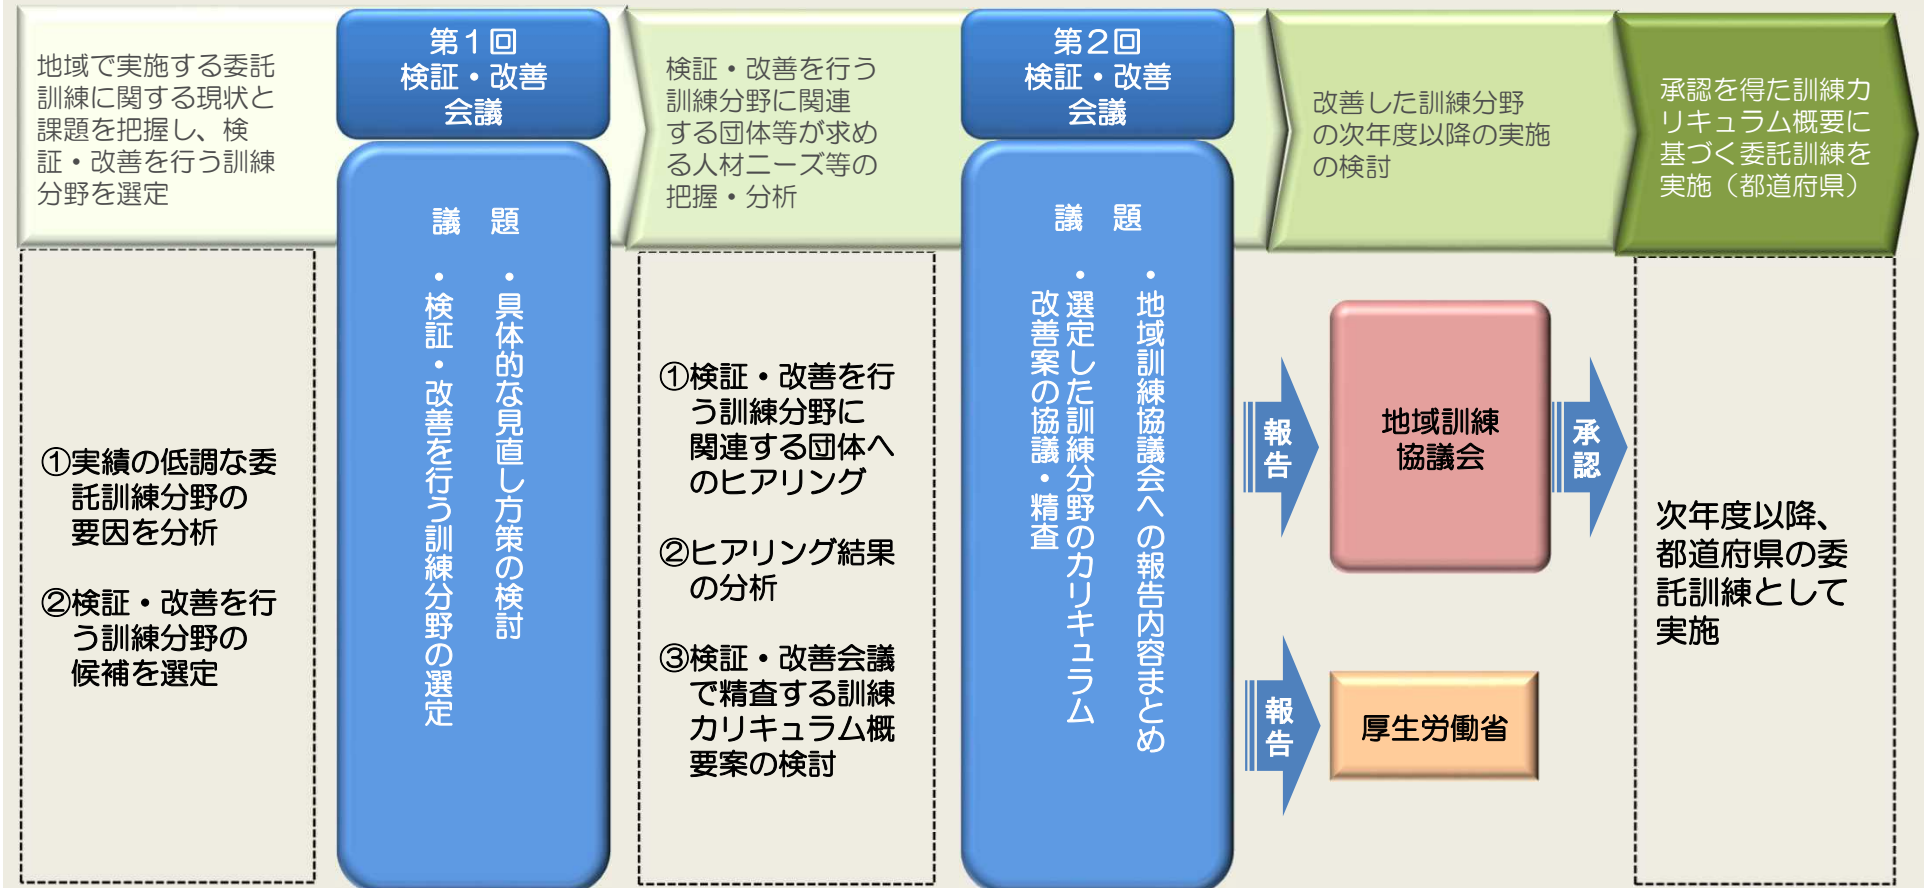 地域で実施する委託
訓練に関する現状と
課題を把握し、検
証・改善を行う訓練
分野を選定
第１回
検証・改善
会議
検証・改善を行う
訓練分野に関連
する団体等が求め
る人材ニーズ等の
把握・分析
第２回
検証・改善
会議
改善した訓練分野
の次年度以降の実施
の検討
承認を得た訓練カ
リキュラム概要に
基づく委託訓練を
実施（都道府県）
①実績の低調な委
託訓練分野の
要因を分析
②検証・改善を行
う訓練分野の
候補を選定
議　題
・具体的な見直し方策の検討
・検証・改善を行う訓練分野の選定
①検証・改善を行
う訓練分野に
関連する団体へ
のヒアリング
②ヒアリング結果
の分析
③検証・改善会議
で精査する訓練
カリキュラム概
要案の検討
議　題
・地域訓練協議会への報告内容まとめ
・選定した訓練分野のカリキュラム
改善案の協議・精査
報告
地域訓練
協議会
承認
報告
厚生労働省
次年度以降、
都道府県の委
託訓練として
実施